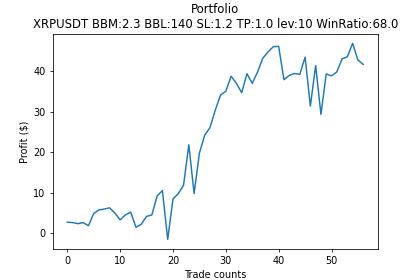 Portfolio
XRPUSDT BBM:2.3 BBL:140 SL:1.2 TP:1.0 lev:10 WinRatio:68.0
Profit ($)
40
30
20
10
0
0
10
20
30
40
50
Trade counts